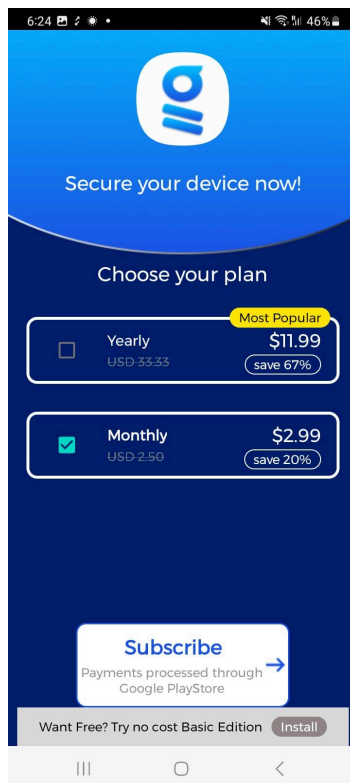 6:24 46%
Secure your device now!
Choose your plan
Most Popular
Yearly $11.99
USD 33.33 save 67%
Monthly $2.99
USD 2.50 save 20%
Subscribe
Payments processed through
Google PlayStore
Want Free? Try no cost Basic Edition Install